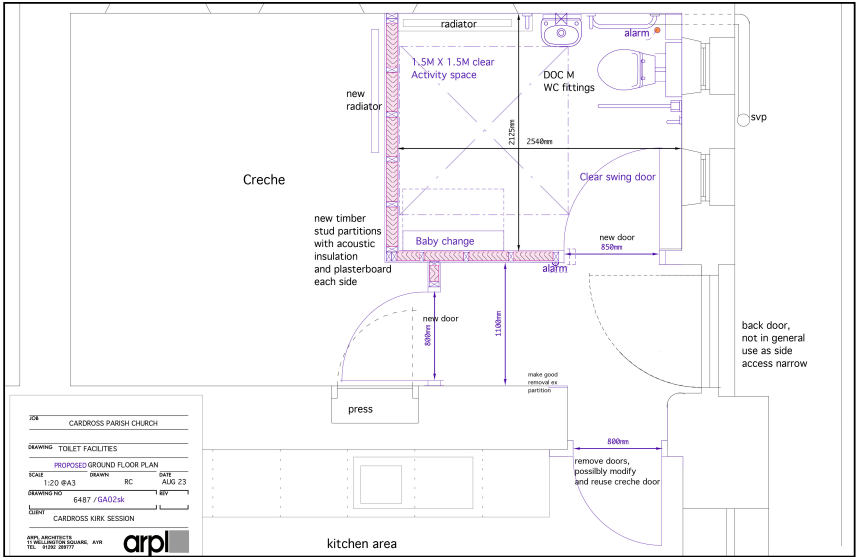 radiator
alarm
1.5M X 1.5M clear
Activity space
DOC M
WC fittings
new
radiator
svp
2125mm
2540mm
Creche
Clear swing door
new timber
stud partitions
with acoustic
insulation
and plasterboard
each side
Baby change
new door
850mm
alarm
new door
800mm
1100mm
back door,
not in general
use as side
access narrow
make good
removal ex
partition
press
800mm
remove doors,
possilbly modify
and reuse creche door
kitchen area
JOB
CARDROSS PARISH CHURCH
DRAWING TOILET FACILITIES
PROPOSED GROUND FLOOR PLAN
SCALE DRAWN DATE
1:20 @A3 RC AUG 23
DRAWING NO REV
6487 /GA02sk
CLIENT
CARDROSS KIRK SESSION
ARPL ARCHITECTS
11 WELLINGTON SQUARE, AYR
TEL 01292 289777
arpl